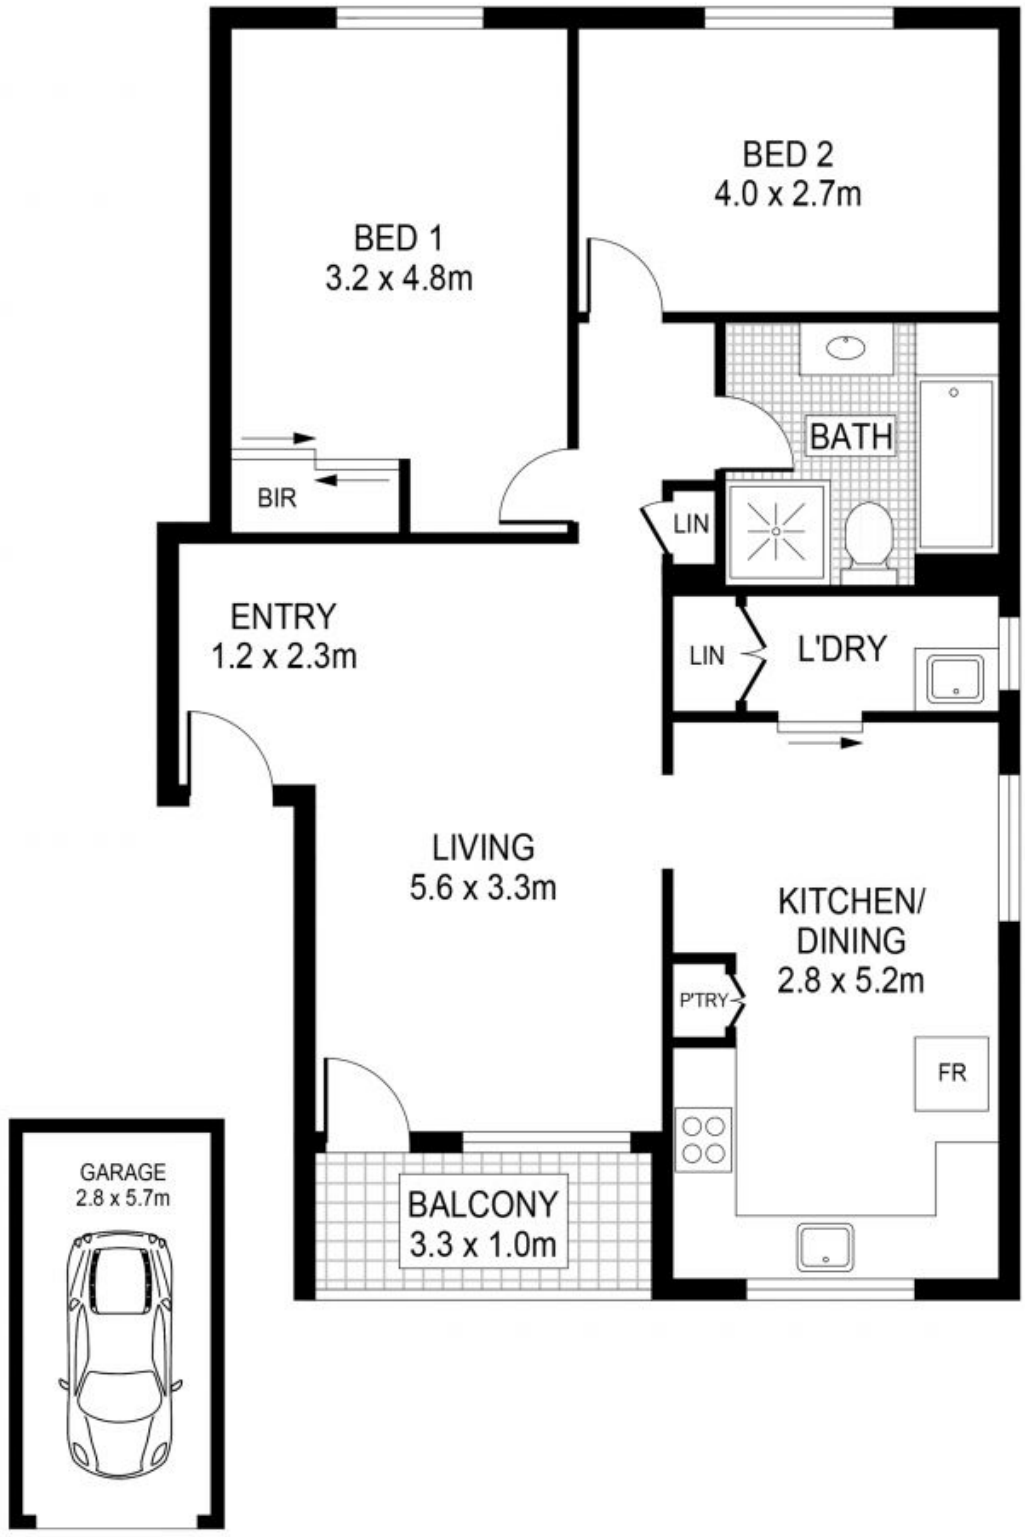 BED 2
4.0 x 2.7m
BED 1
3.2 x 4.8m
BATH
BIR
LIN
ENTRY
1.2 x 2.3m
LIN
L'DRY
LIVING
5.6 x 3.3m
KITCHEN/
DINING
2.8 x 5.2m
P'TRY
FR
GARAGE
2.8 x 5.7m
BALCONY
3.3 x 1.0m